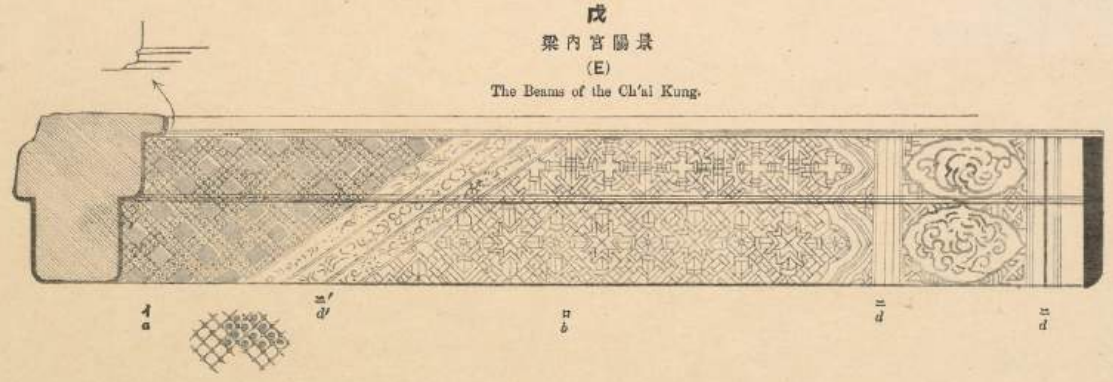 戊
景陽宮內梁
(E)
The Beams of the Ch'ai Kung.
イ
a
ニ′
d′
ロ
b
ニ
d
ニ
d